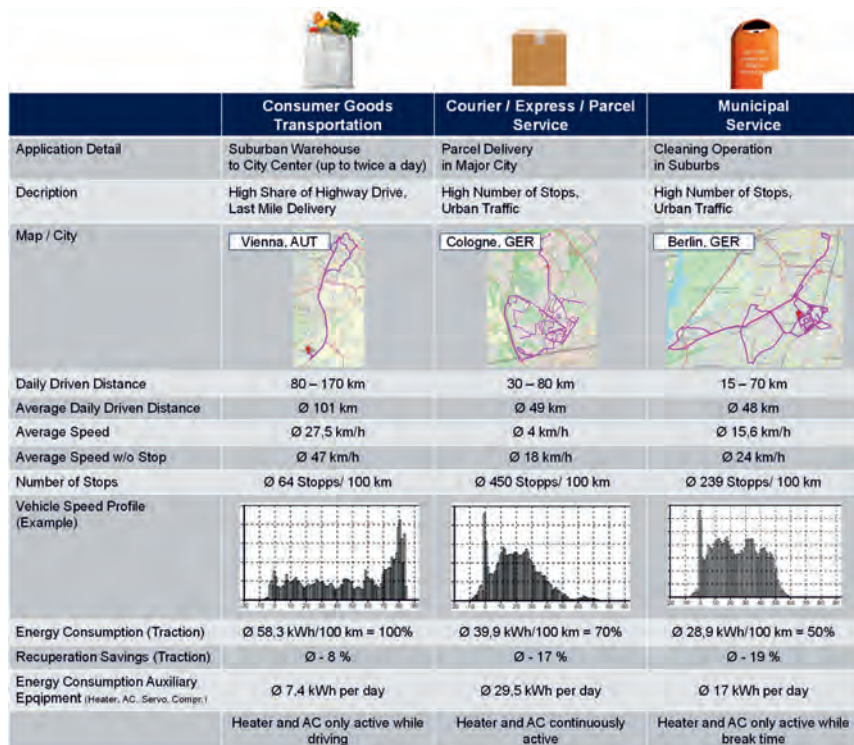 Consumer Goods
Transportation
Courier / Express / Parcel
Service
Municipal
Service
Application Detail
Suburban Warehouse
to City Center (up to twice a day)
Parcel Delivery
in Major City
Cleaning Operation
in Suburbs
Decription
High Share of Highway Drive,
Last Mile Delivery
High Number of Stops,
Urban Traffic
High Number of Stops,
Urban Traffic
Map / City
Vienna, AUT
Cologne, GER
Berlin, GER
Daily Driven Distance
80 – 170 km
30 – 80 km
15 – 70 km
Average Daily Driven Distance
Ø 101 km
Ø 49 km
Ø 48 km
Average Speed
Ø 27,5 km/h
Ø 4 km/h
Ø 15,6 km/h
Average Speed w/o Stop
Ø 47 km/h
Ø 18 km/h
Ø 24 km/h
Number of Stops
Ø 64 Stopps/ 100 km
Ø 450 Stopps/ 100 km
Ø 239 Stopps/ 100 km
Vehicle Speed Profile
(Example)
Energy Consumption (Traction)
Ø 58,3 kWh/100 km = 100%
Ø 39,9 kWh/100 km = 70%
Ø 28,9 kWh/100 km = 50%
Recuperation Savings (Traction)
Ø - 8 %
Ø - 17 %
Ø - 19 %
Energy Consumption Auxiliary
Epqipment (Heater, AC, Servo, Compr.)
Ø 7,4 kWh per day
Ø 29,5 kWh per day
Ø 17 kWh per day
Heater and AC only active while
driving
Heater and AC continuously
active
Heater and AC only active while
break time